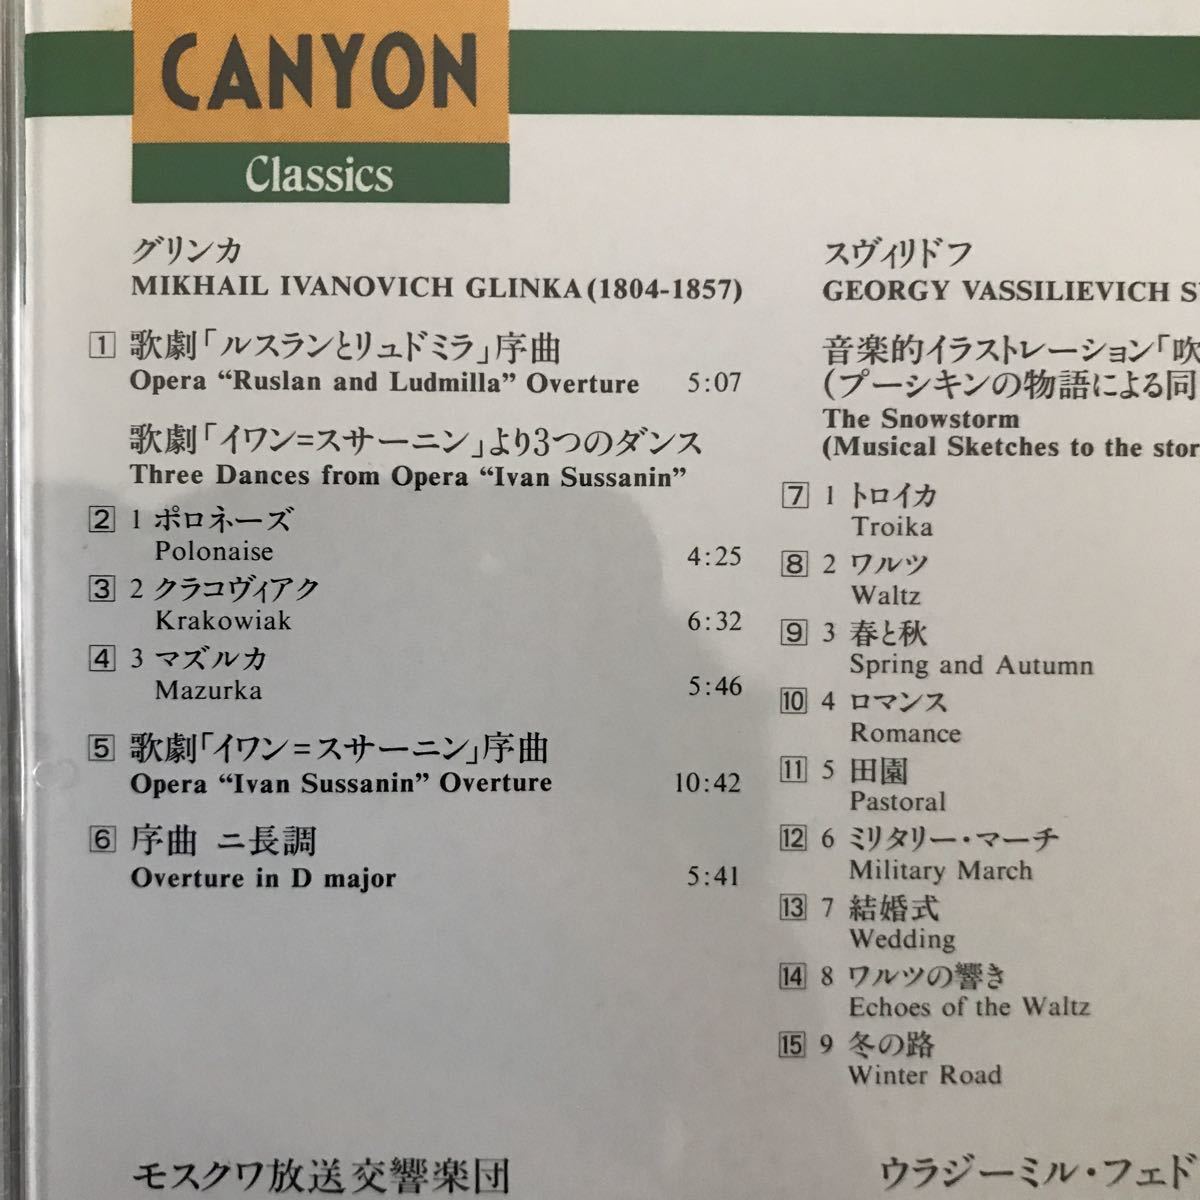 CANYON
Classics
グリンカ
MIKHAIL IVANOVICH GLINKA (1804-1857)
1 歌劇「ルスランとリュドミラ」序曲
Opera “Ruslan and Ludmilla” Overture 5:07
歌劇「イワン=スサーニン」より3つのダンス
Three Dances from Opera “Ivan Sussanin”
2 1 ポロネーズ
Polonaise 4:25
3 2 クラコヴィアク
Krakowiak 6:32
4 3 マズルカ
Mazurka 5:46
5 歌劇「イワン=スサーニン」序曲
Opera “Ivan Sussanin” Overture 10:42
6 序曲 ニ長調
Overture in D major 5:41
モスクワ放送交響楽団
スヴィリドフ
GEORGY VASSILIEVICH
音楽的イラストレーション「吹
(プーシキンの物語による同
The Snowstorm
(Musical Sketches to the
7 1 トロイカ
Troika
8 2 ワルツ
Waltz
9 3 春と秋
Spring and Autumn
10 4 ロマンス
Romance
11 5 田園
Pastoral
12 6 ミリタリー・マーチ
Military March
13 7 結婚式
Wedding
14 8 ワルツの響き
Echoes of the Waltz
15 9 冬の路
Winter Road
ウラジーミル・フェド